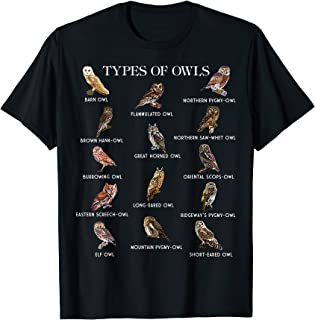 TYPES OF OWLS
BARN OWL
FLAMMULATED OWL
NORTHERN PYGMY-OWL
BROWN HAWK-OWL
GREAT HORNED OWL
NORTHERN SAW-WHET OWL
BURROWING OWL
LONG-EARED OWL
ORIENTAL SCOPS-OWL
EASTERN SCREECH-OWL
MOUNTAIN PYGMY-OWL
RIDGWAY'S PYGMY-OWL
ELF OWL
SHORT-EARED OWL